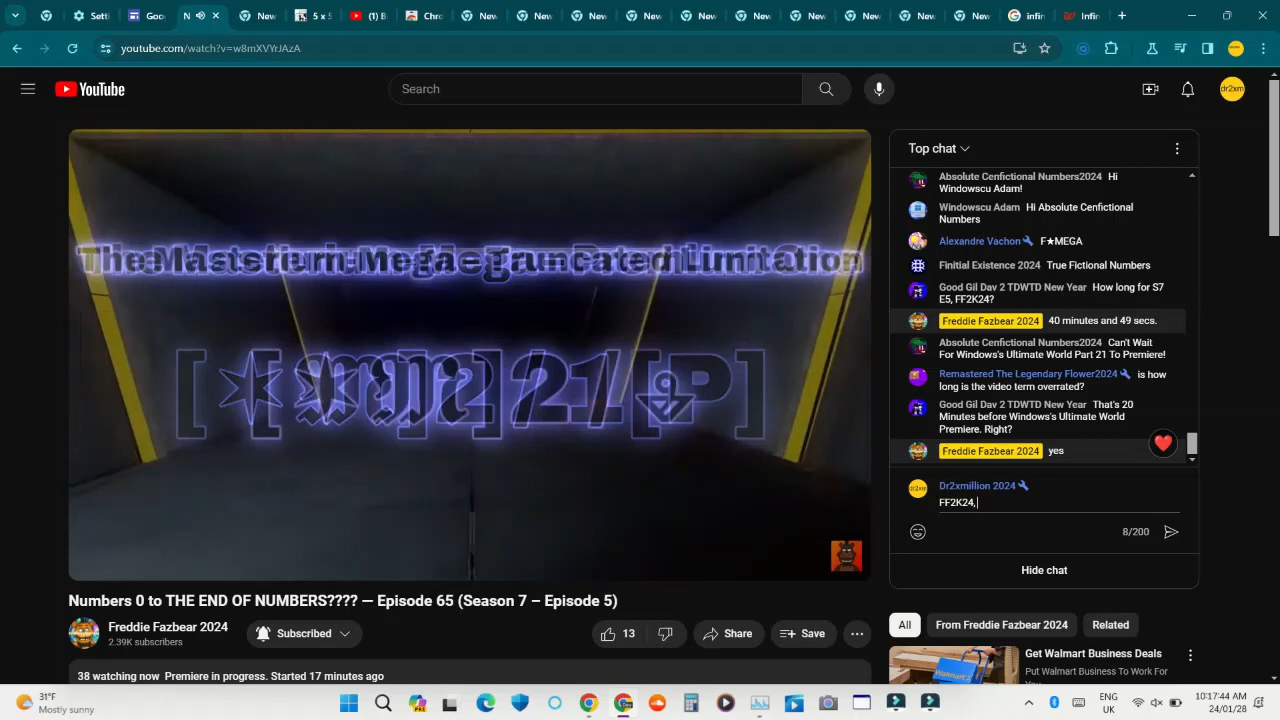 Setti
Goo
N
New
5 x 5
(1) B
Chro
New
New
New
New
New
New
New
New
New
New
infin
Infin
youtube.com/watch?v=w8mXVYrJAzA
YouTube
Search
dr2xm
[✶[𝔐]2]21[P]
Numbers 0 to THE END OF NUMBERS???? — Episode 65 (Season 7 – Episode 5)
Freddie Fazbear 2024
2.39K subscribers
Subscribed
13
Share
Save
38 watching now Premiere in progress. Started 17 minutes ago
Top chat
Absolute Cenfictional Numbers2024 Hi
Windowscu Adam!
Windowscu Adam Hi Absolute Cenfictional
Numbers
Alexandre Vachon F★MEGA
Finitial Existence 2024 True Fictional Numbers
Good Gil Dav 2 TDWTD New Year How long for S7
E5, FF2K24?
Freddie Fazbear 2024 40 minutes and 49 secs.
Absolute Cenfictional Numbers2024 Can't Wait
For Windows's Ultimate World Part 21 To Premiere!
Remastered The Legendary Flower2024 is how
long is the video term overrated?
Good Gil Dav 2 TDWTD New Year That's 20
Minutes before Windows's Ultimate World
Premiere. Right?
Freddie Fazbear 2024 yes
Dr2xmillion 2024
FF2K24,
8/200
Hide chat
All
From Freddie Fazbear 2024
Related
Get Walmart Business Deals
Put Walmart Business To Work For
31°F
Mostly sunny
ENG
UK
10:17:44 AM
24/01/28